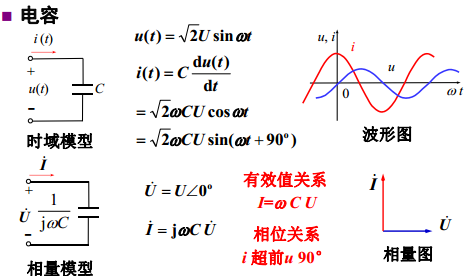 ■ 电容
i(t)
+
u(t)
−
C
时域模型
u(t) = √2U sin ωt
i(t) = C du(t)/dt
= √2ωCU cos ωt
= √2ωCU sin(ωt + 90°)
u, i
i
u
0
ωt
波形图
İ
+
U̇
−
1/jωC
相量模型
U̇ = U∠0°
İ = jωC U̇
有效值关系
I=ω C U
相位关系
i 超前u 90°
İ
U̇
相量图